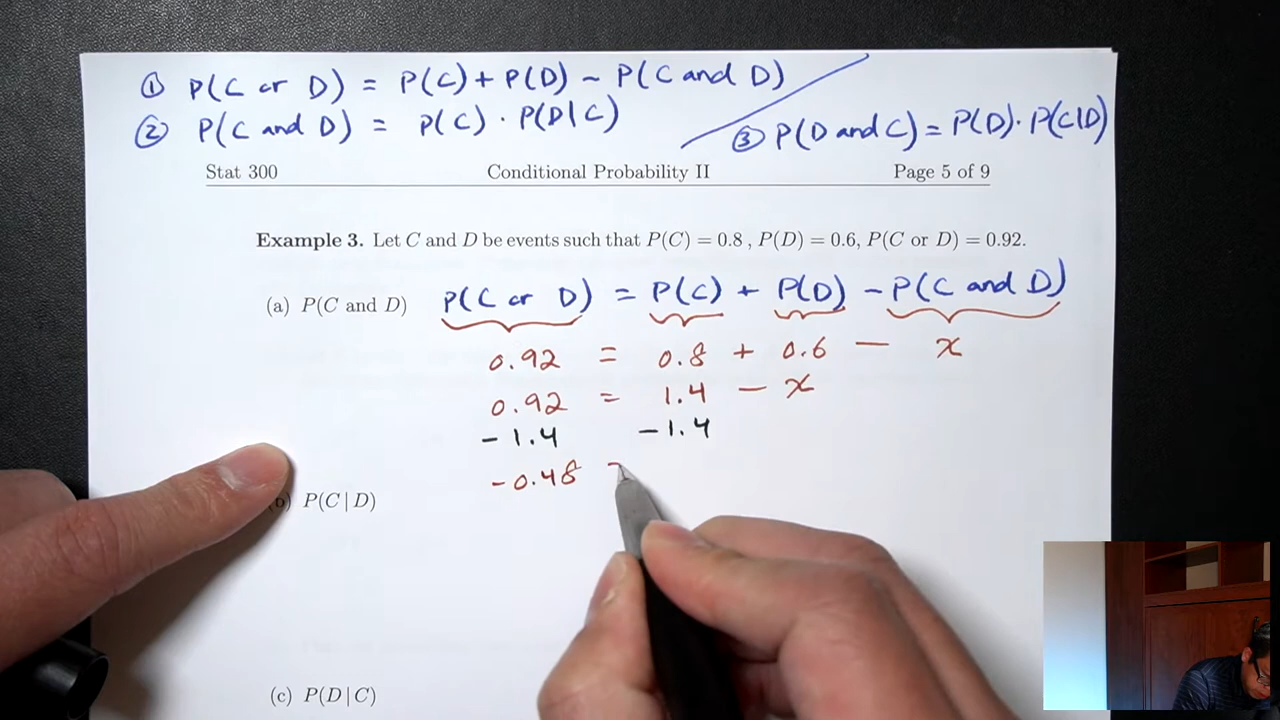 ① P(C or D) = P(C) + P(D) - P(C and D)
② P(C and D) = P(C) · P(D|C)
③ P(D and C) = P(D) · P(C|D)
Stat 300 Conditional Probability II Page 5 of 9
Example 3. Let C and D be events such that P(C) = 0.8 , P(D) = 0.6, P(C or D) = 0.92.
(a) P(C and D) P(C or D) = P(C) + P(D) - P(C and D)
0.92 = 0.8 + 0.6 - x
0.92 = 1.4 - x
-1.4 -1.4
-0.48
P(C | D)
(c) P(D | C)